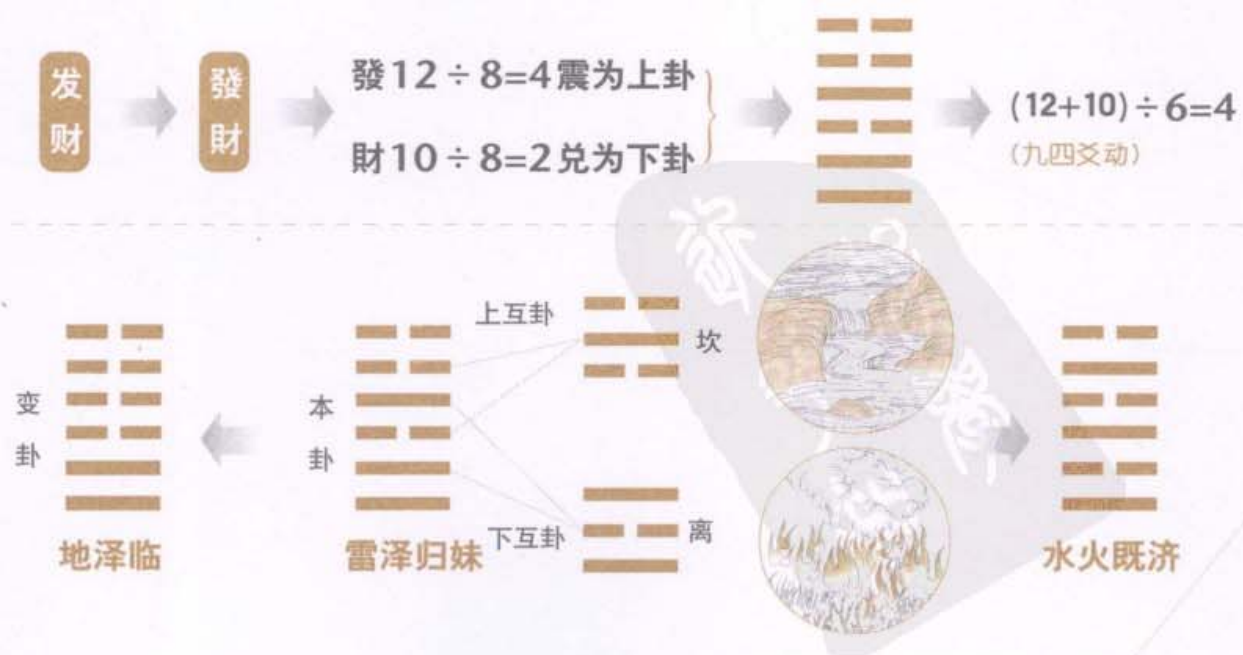 发财
發財
發12÷8=4震为上卦
財10÷8=2兑为下卦
(12+10)÷6=4
(九四爻动)
变卦
地泽临
本卦
雷泽归妹
上互卦
坎
下互卦
离
水火既济